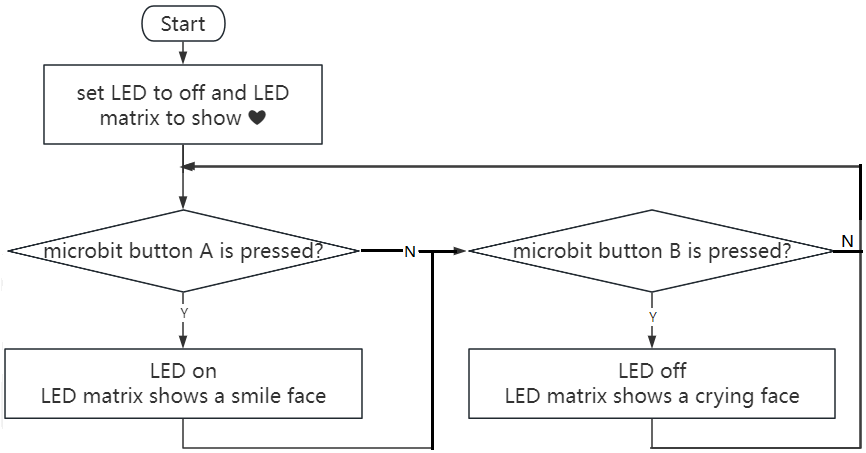 Start
set LED to off and LED
matrix to show ♥
microbit button A is pressed?
N
microbit button B is pressed?
N
Y
Y
LED on
LED matrix shows a smile face
LED off
LED matrix shows a crying face